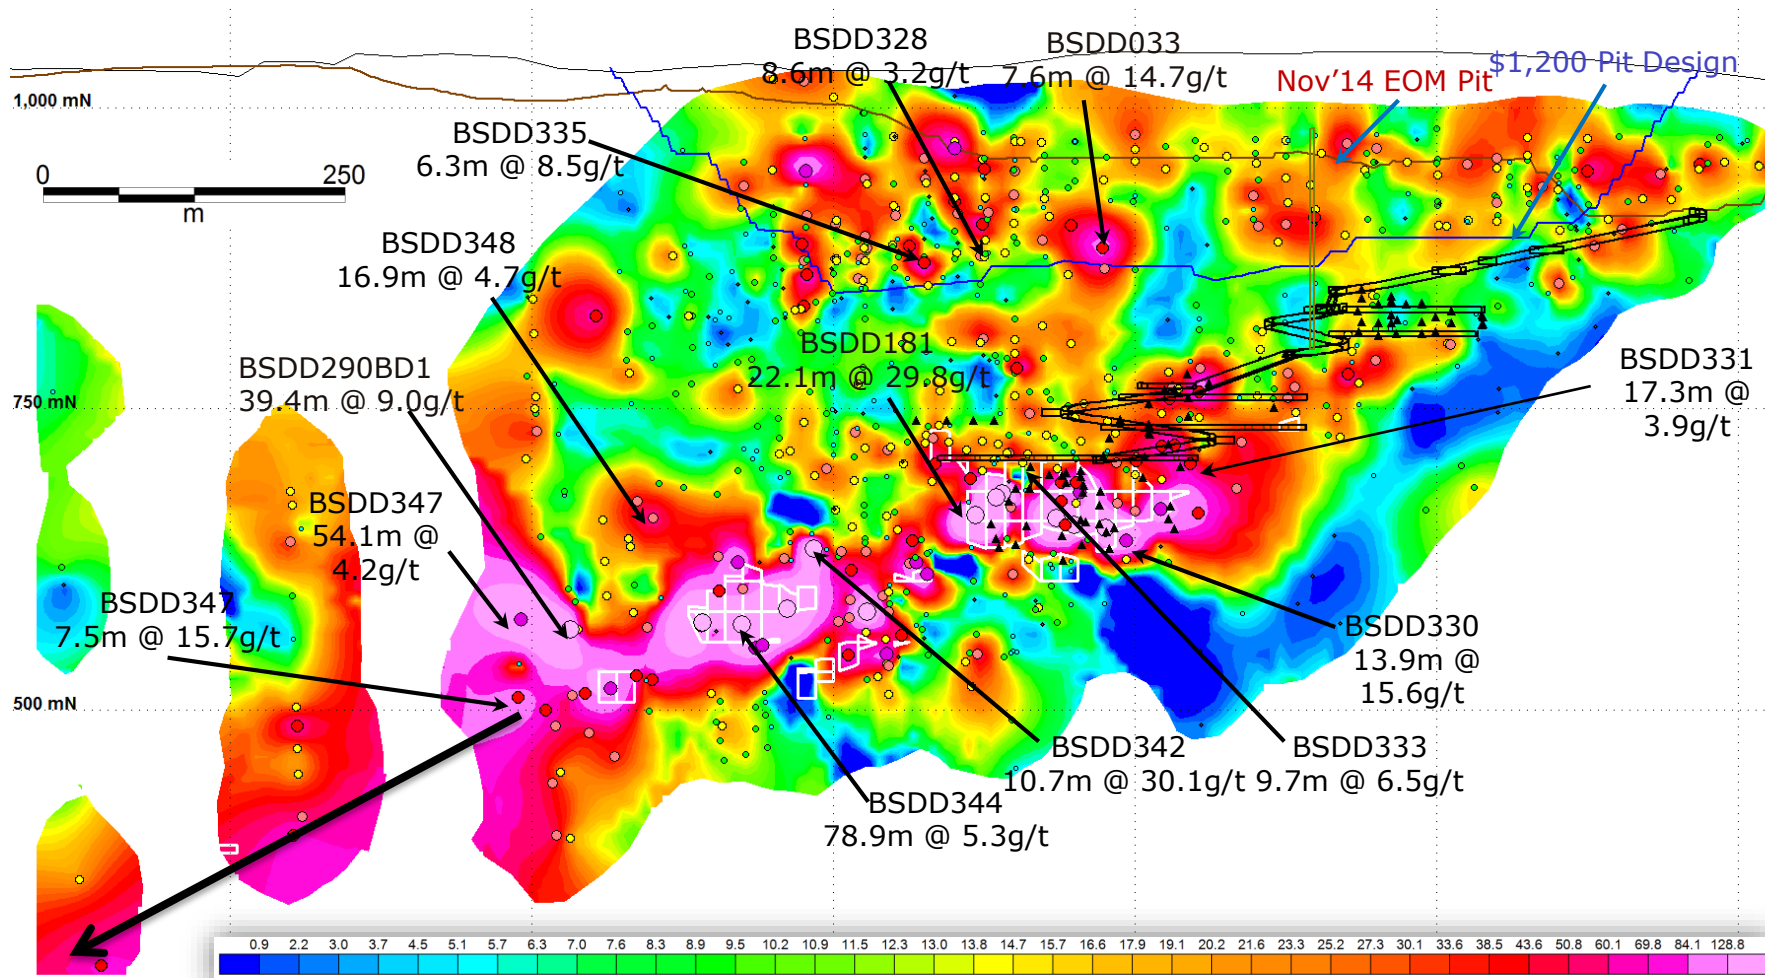 BSDD328
8.6m @ 3.2g/t
BSDD033
7.6m @ 14.7g/t
Nov'14 EOM Pit
$1,200 Pit Design
1,000 mN
BSDD335
6.3m @ 8.5g/t
0 250
m
BSDD348
16.9m @ 4.7g/t
BSDD181
22.1m @ 29.8g/t
BSDD331
17.3m @
3.9g/t
BSDD290BD1
39.4m @ 9.0g/t
750 mN
BSDD347
54.1m @
4.2g/t
BSDD347
7.5m @ 15.7g/t
BSDD330
13.9m @
15.6g/t
500 mN
BSDD342
10.7m @ 30.1g/t
BSDD333
9.7m @ 6.5g/t
BSDD344
78.9m @ 5.3g/t
0.9 2.2 3.0 3.7 4.5 5.1 5.7 6.3 7.0 7.6 8.3 8.9 9.5 10.2 10.9 11.5 12.3 13.0 13.8 14.7 15.7 16.6 17.9 19.1 20.2 21.6 23.3 25.2 27.3 30.1 33.6 38.5 43.6 50.8 60.1 69.8 84.1 128.8